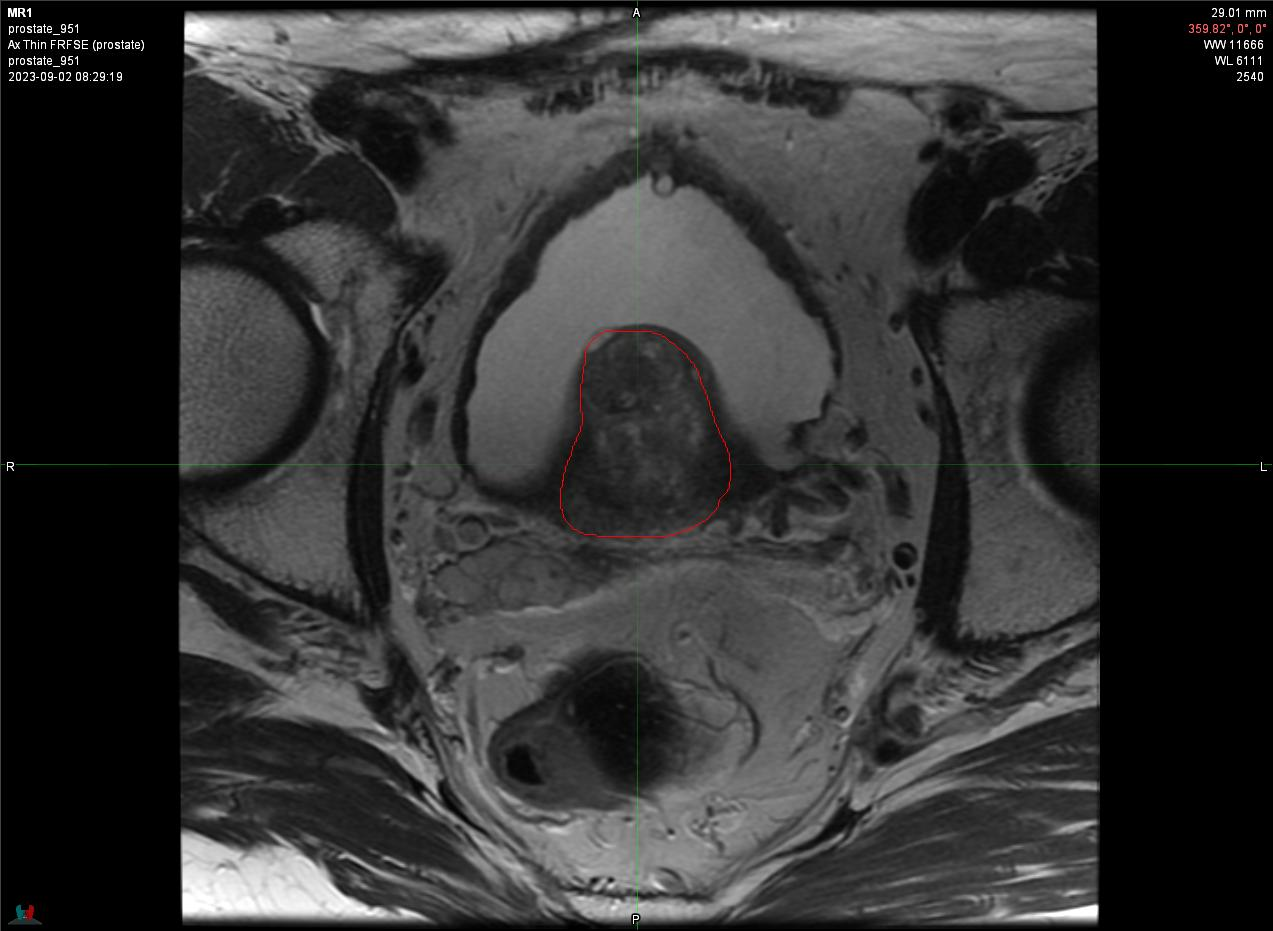 MR1
prostate_951
Ax Thin FRFSE (prostate)
prostate_951
2023-09-02 08:29:19
A
29.01 mm
359.82°, 0°, 0°
WW 11666
WL 6111
2540
R
L
P